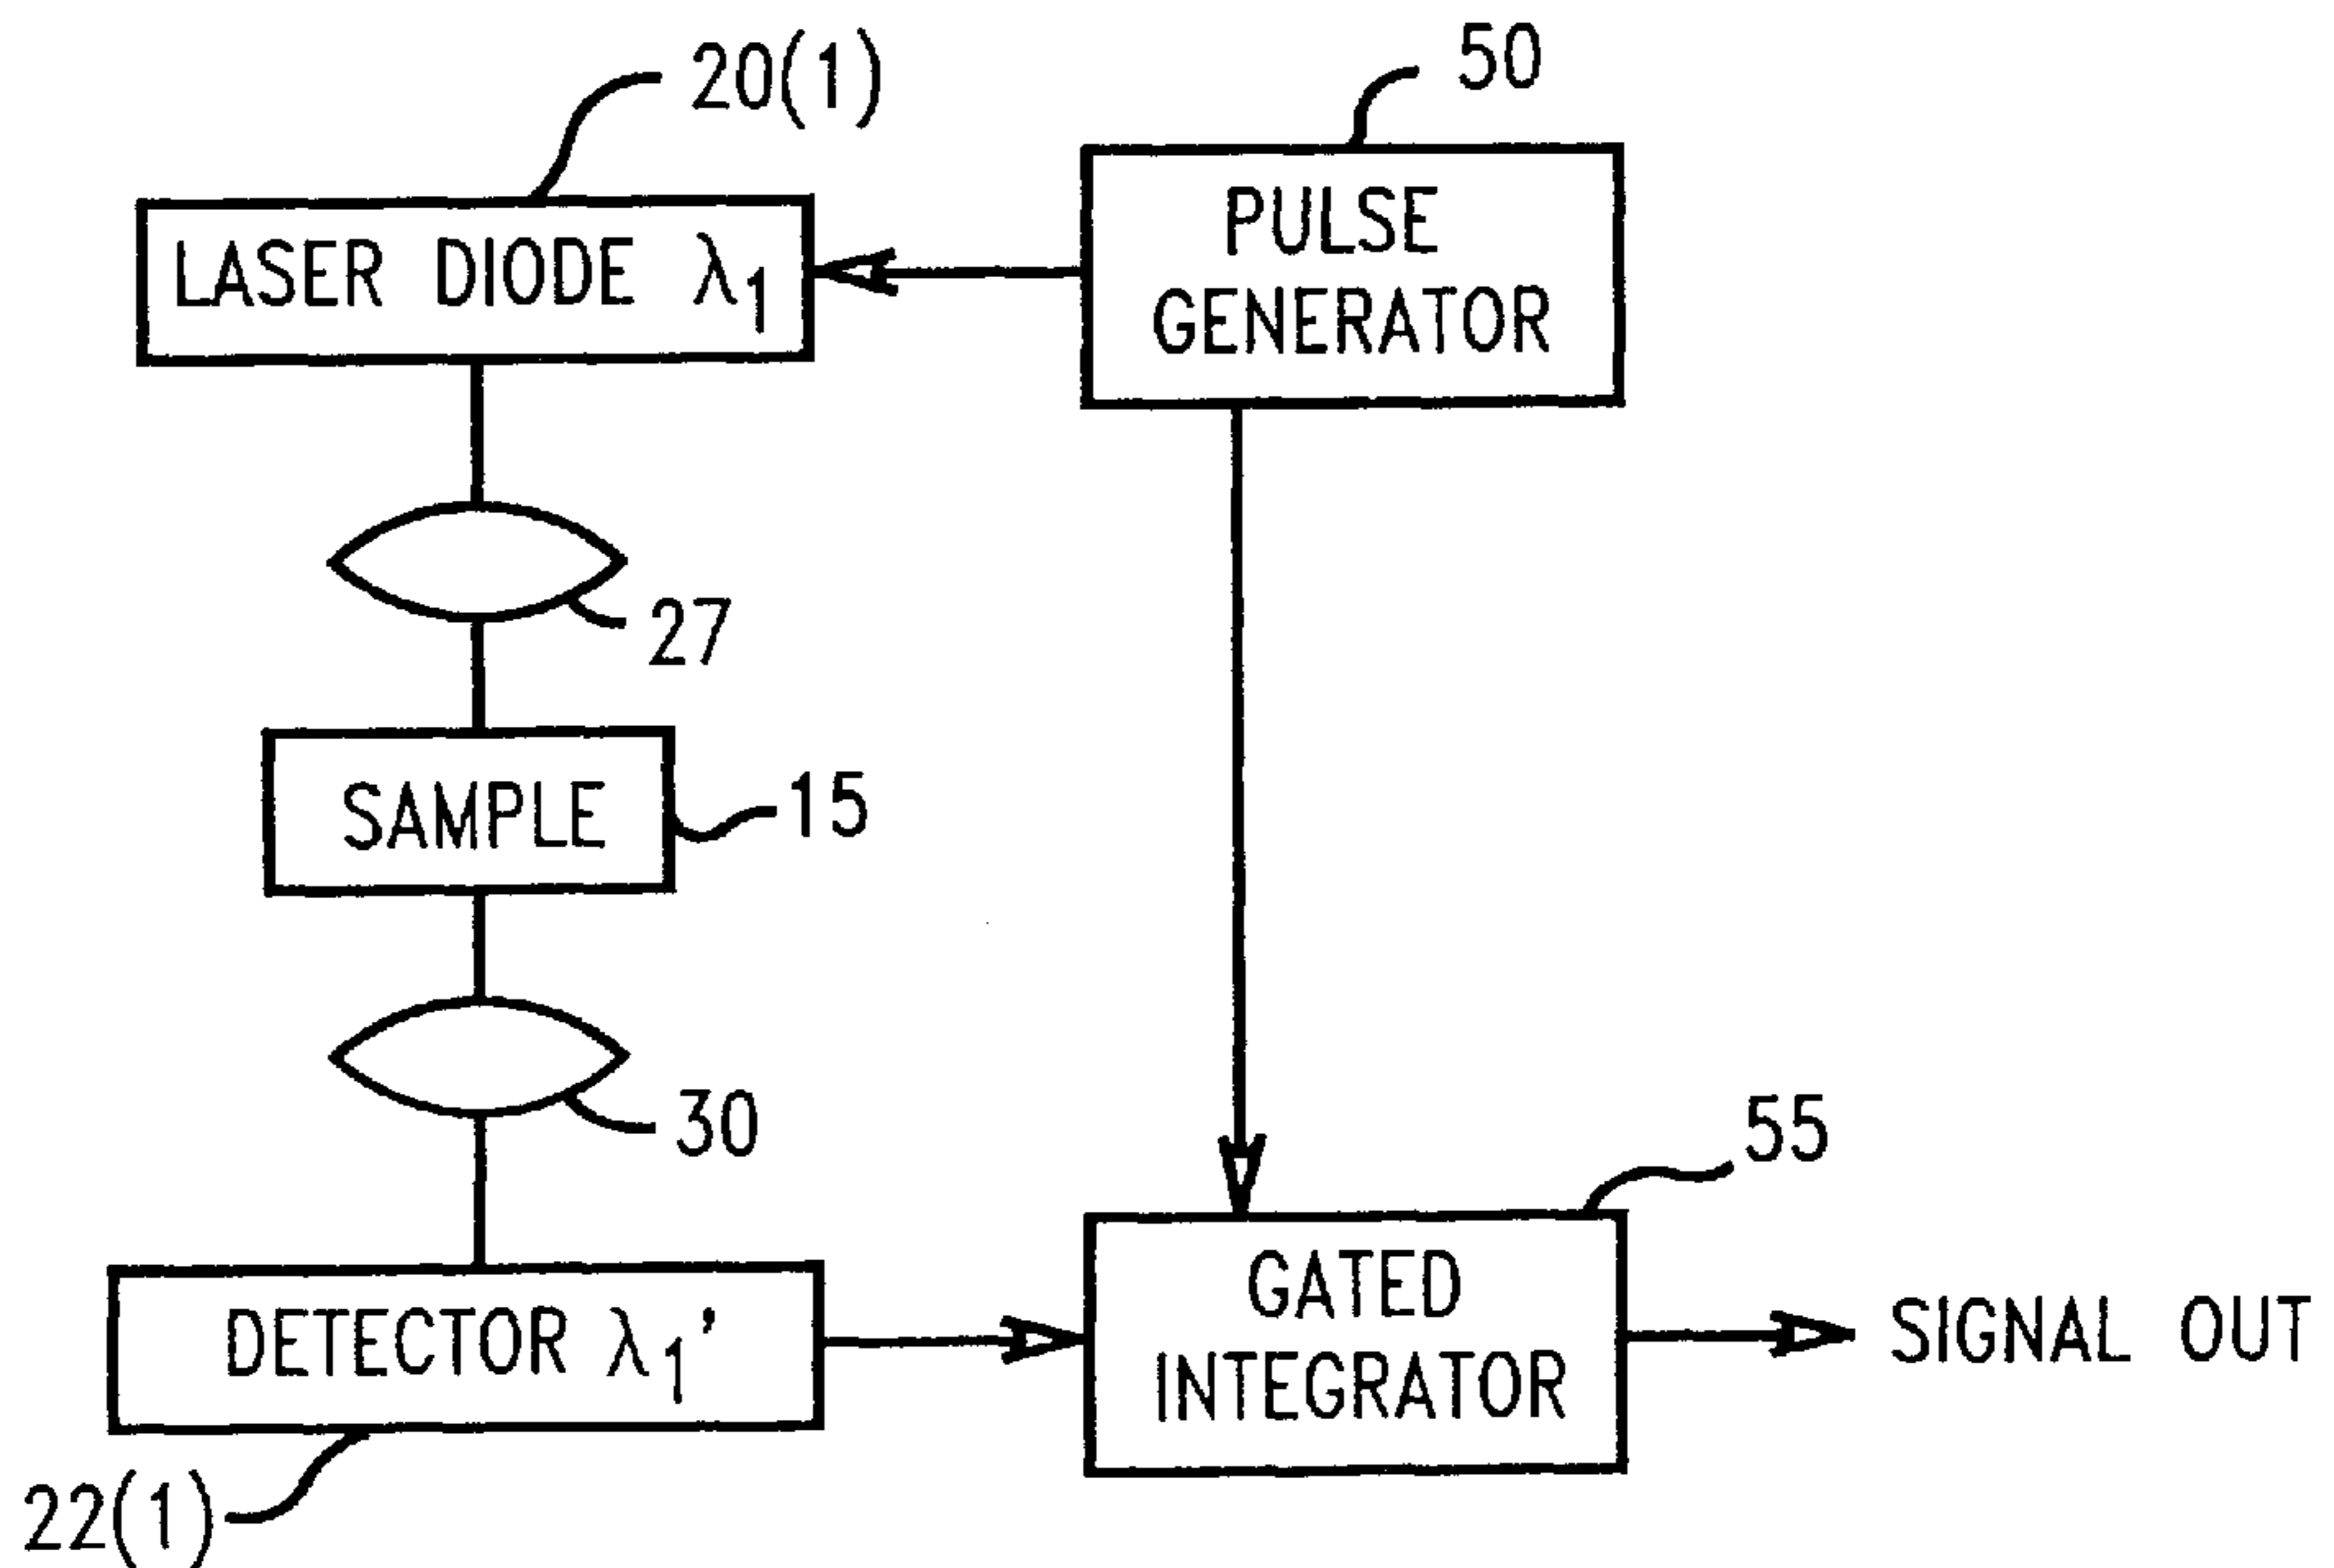 20(1)
50
LASER DIODE λ1
PULSE
GENERATOR
27
SAMPLE
15
30
55
DETECTOR λ1'
GATED
INTEGRATOR
SIGNAL OUT
22(1)